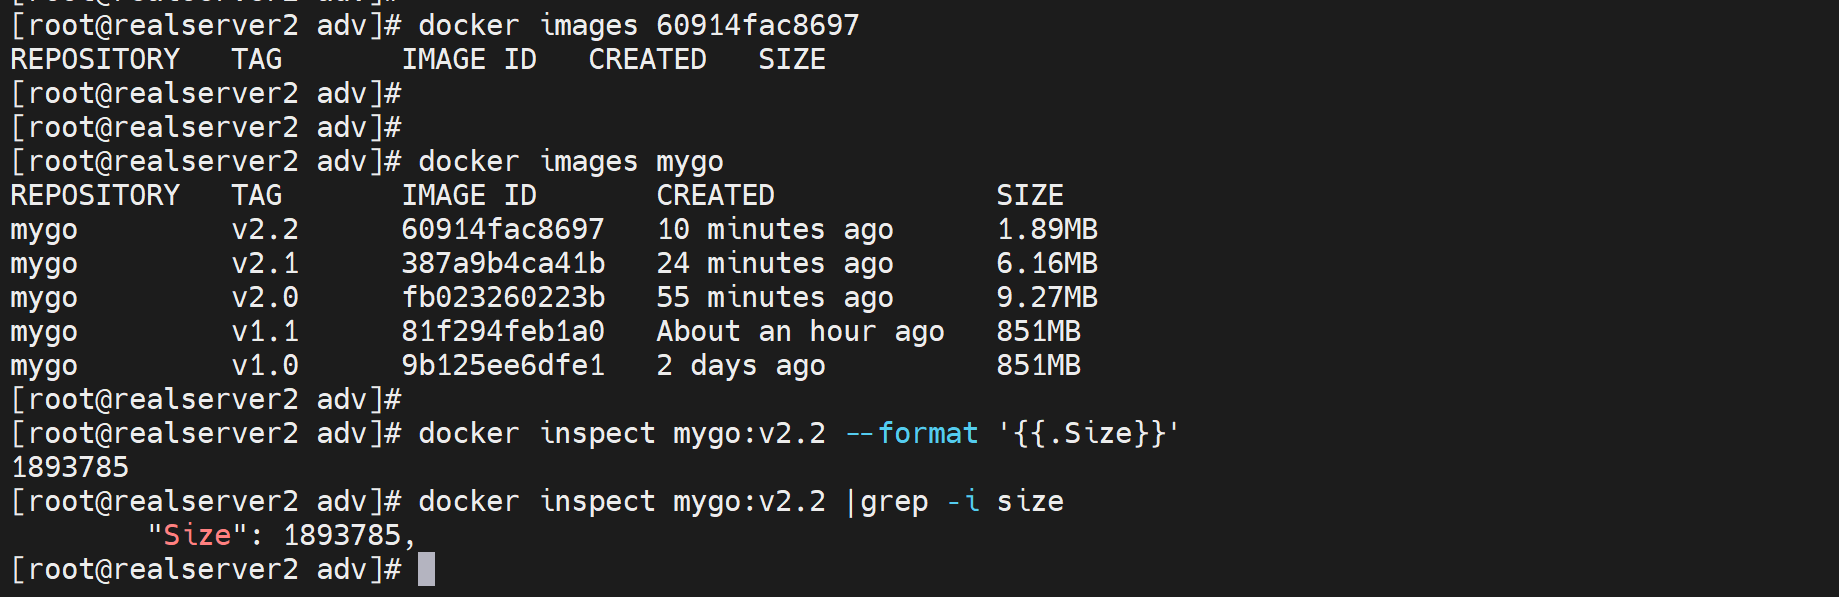 [root@realserver2 adv]#
[root@realserver2 adv]# docker images 60914fac8697
REPOSITORY   TAG       IMAGE ID   CREATED   SIZE
[root@realserver2 adv]#
[root@realserver2 adv]#
[root@realserver2 adv]# docker images mygo
REPOSITORY   TAG       IMAGE ID       CREATED             SIZE
mygo         v2.2      60914fac8697   10 minutes ago      1.89MB
mygo         v2.1      387a9b4ca41b   24 minutes ago      6.16MB
mygo         v2.0      fb023260223b   55 minutes ago      9.27MB
mygo         v1.1      81f294feb1a0   About an hour ago   851MB
mygo         v1.0      9b125ee6dfe1   2 days ago          851MB
[root@realserver2 adv]#
[root@realserver2 adv]# docker inspect mygo:v2.2 --format '{{.Size}}'
1893785
[root@realserver2 adv]# docker inspect mygo:v2.2 |grep -i size
        "Size": 1893785,
[root@realserver2 adv]#